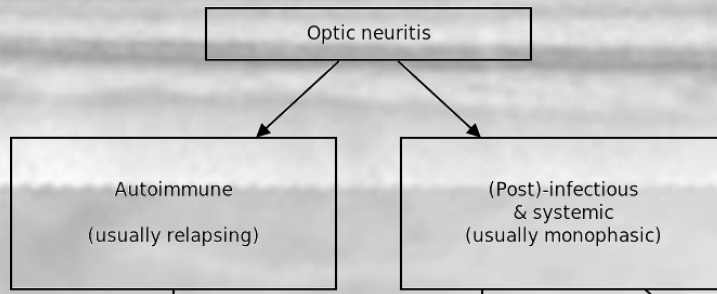 Optic neuritis
Autoimmune
(usually relapsing)
(Post)-infectious
& systemic
(usually monophasic)